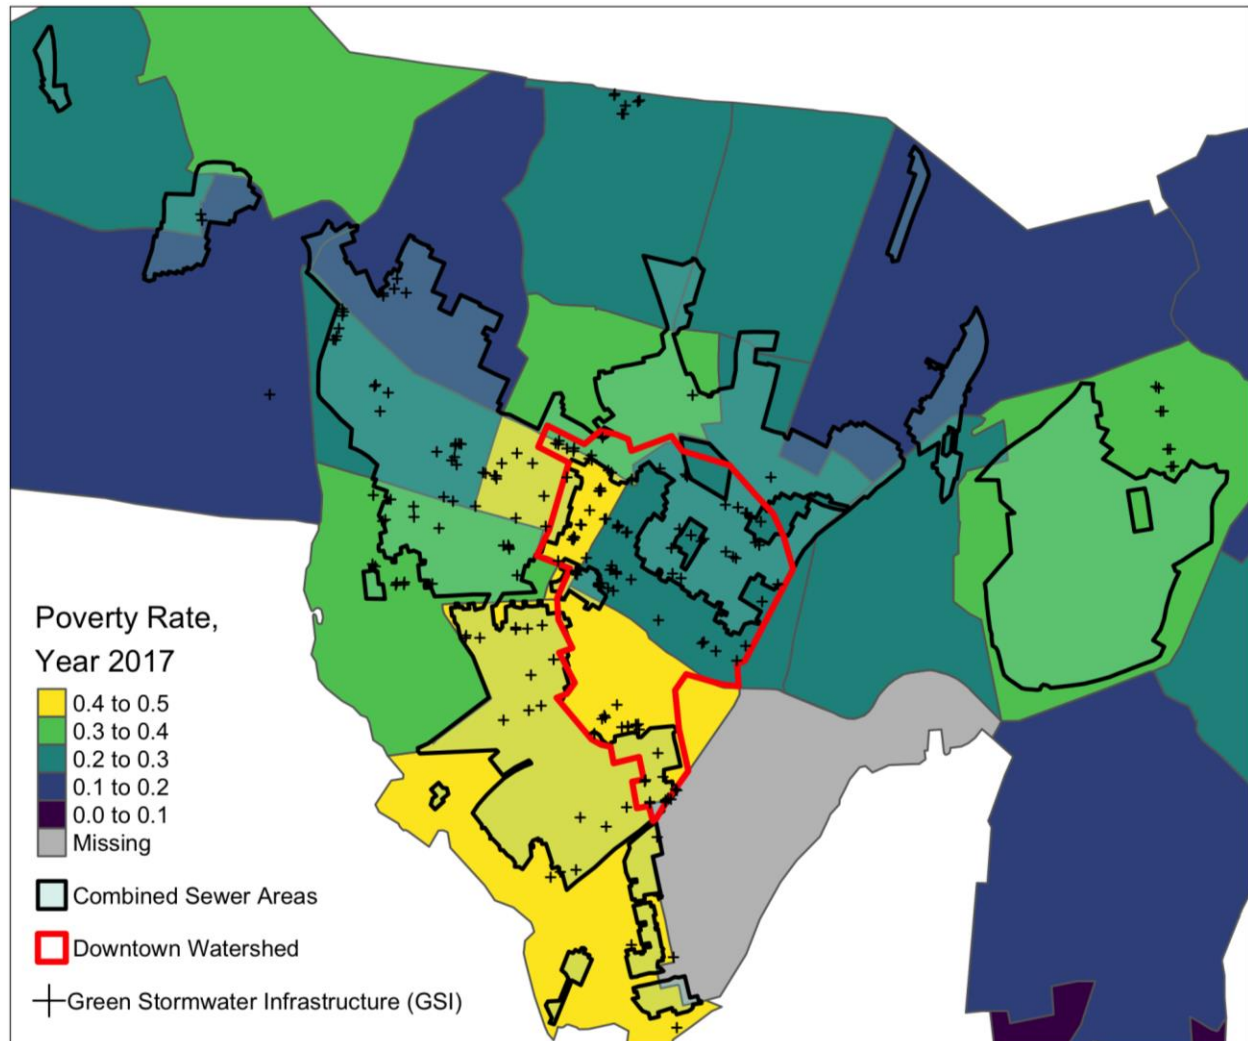 Poverty Rate,
Year 2017
0.4 to 0.5
0.3 to 0.4
0.2 to 0.3
0.1 to 0.2
0.0 to 0.1
Missing
Combined Sewer Areas
Downtown Watershed
Green Stormwater Infrastructure (GSI)